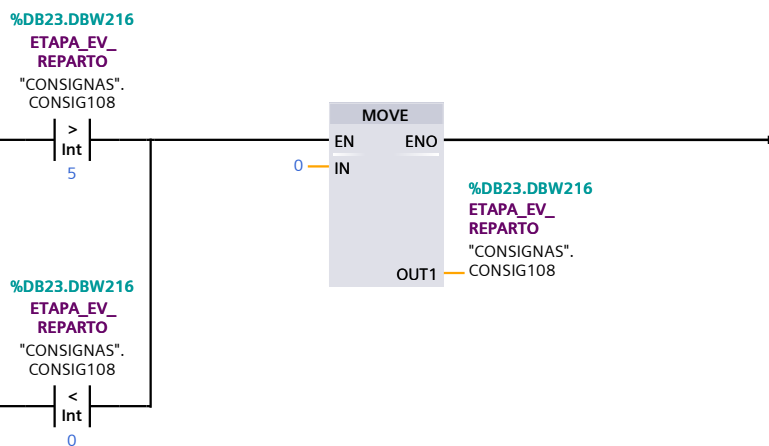 %DB23.DBW216
ETAPA_EV_
REPARTO
"CONSIGNAS".
CONSIG108
>
Int
5
MOVE
EN ENO
0 IN
%DB23.DBW216
ETAPA_EV_
REPARTO
"CONSIGNAS".
OUT1 CONSIG108
%DB23.DBW216
ETAPA_EV_
REPARTO
"CONSIGNAS".
CONSIG108
<
Int
0